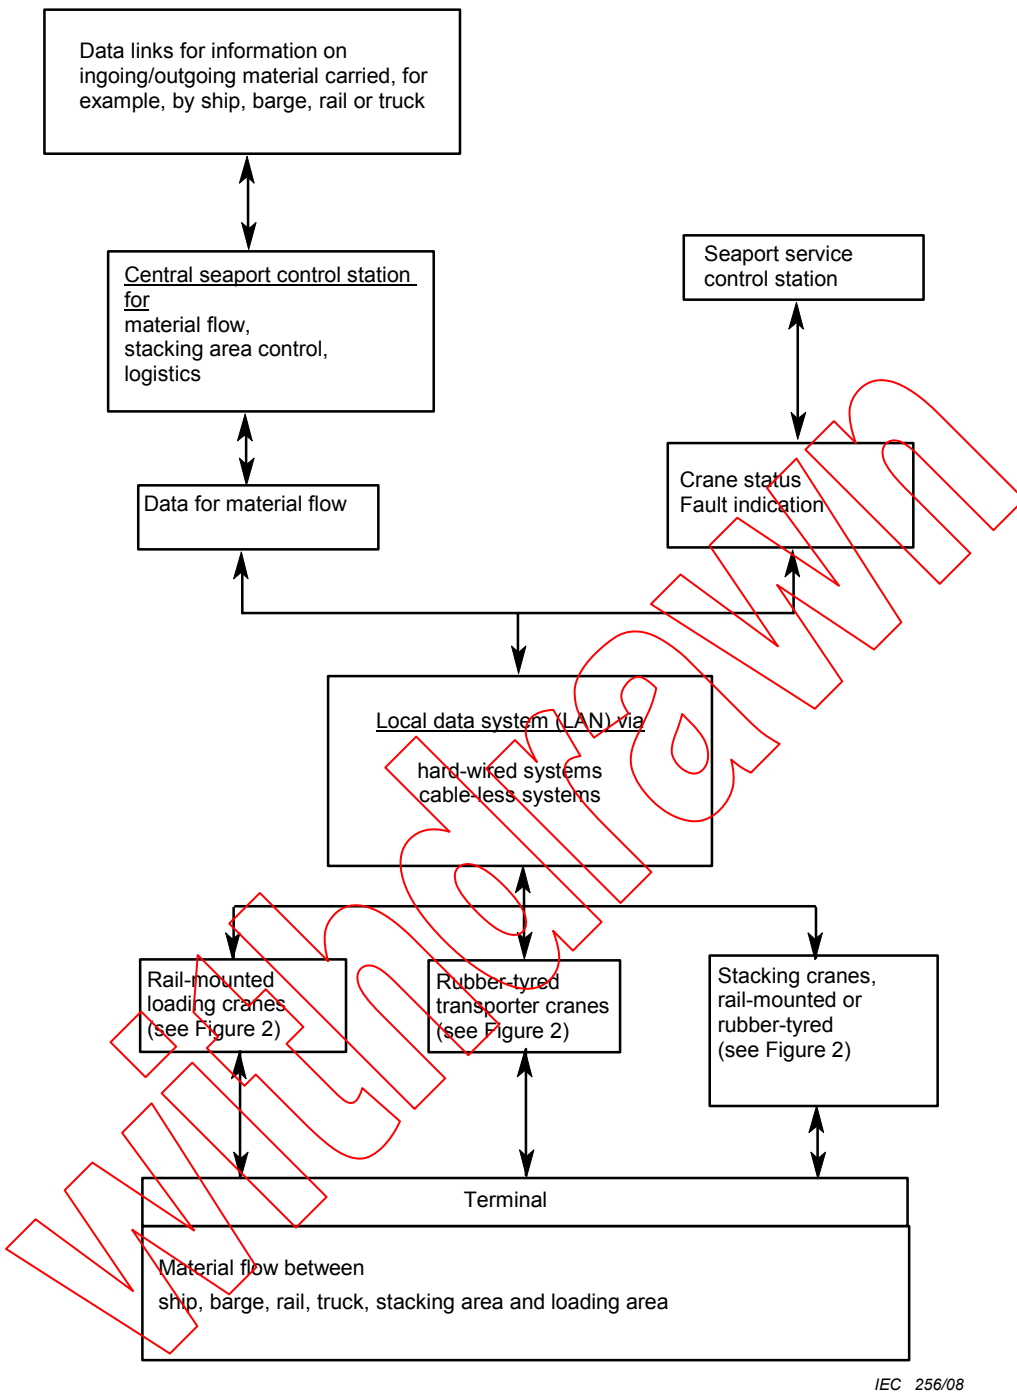 Data links for information on
ingoing/outgoing material carried, for
example, by ship, barge, rail or truck
Central seaport control station
for
material flow,
stacking area control,
logistics
Seaport service
control station
Data for material flow
Crane status
Fault indication
Local data system (LAN) via
hard-wired systems
cable-less systems
Rail-mounted
loading cranes
(see Figure 2)
Rubber-tyred
transporter cranes
(see Figure 2)
Stacking cranes,
rail-mounted or
rubber-tyred
(see Figure 2)
Terminal
Material flow between
ship, barge, rail, truck, stacking area and loading area
IEC 256/08
Withdrawn